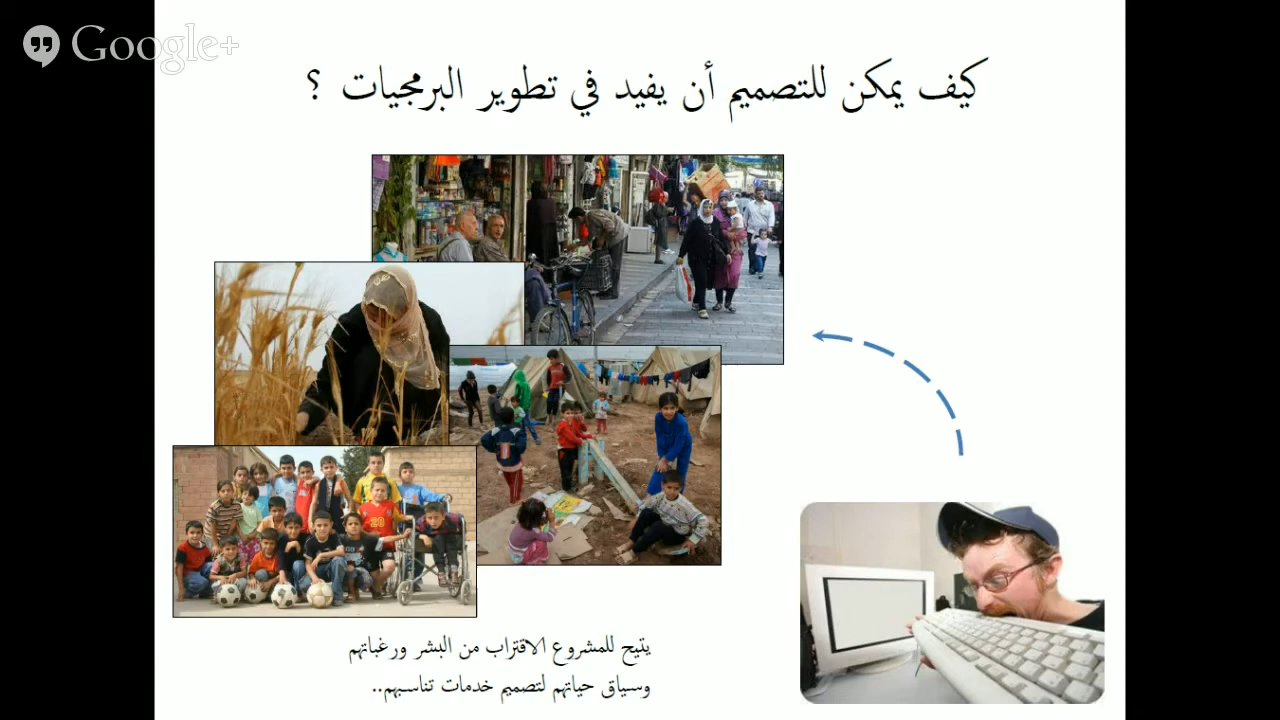 Google+
كيف يمكن للتصميم أن يفيد في تطوير البرمجيات ؟
يتيح للمشروع الاقتراب من البشر ورغباتهم
وسياق حياتهم لتصميم خدمات تناسبهم..